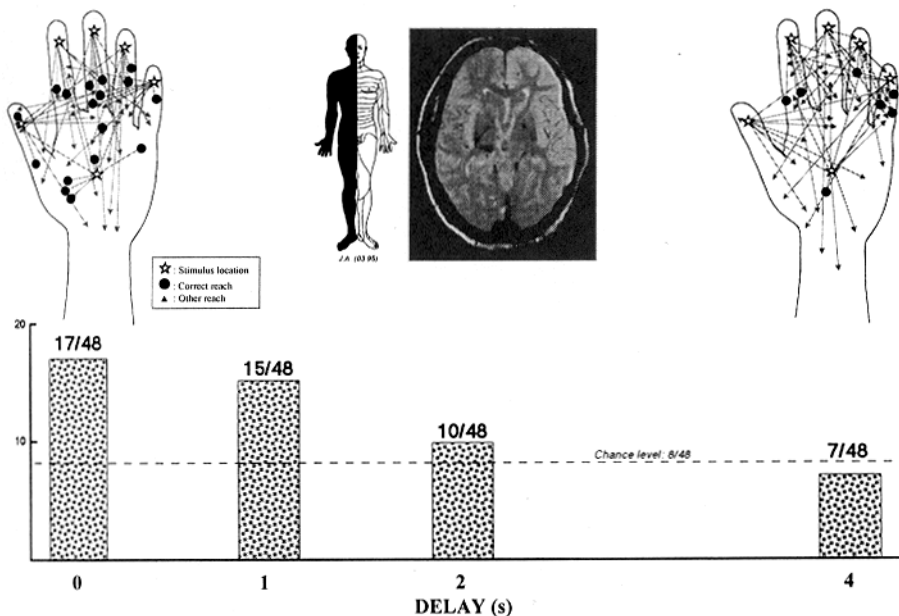 J.A. (03 95)
☆ : Stimulus location
● : Correct reach
▲ : Other reach
20
10
17/48
15/48
10/48
7/48
Chance level: 8/48
0 1 2 4
DELAY (s)